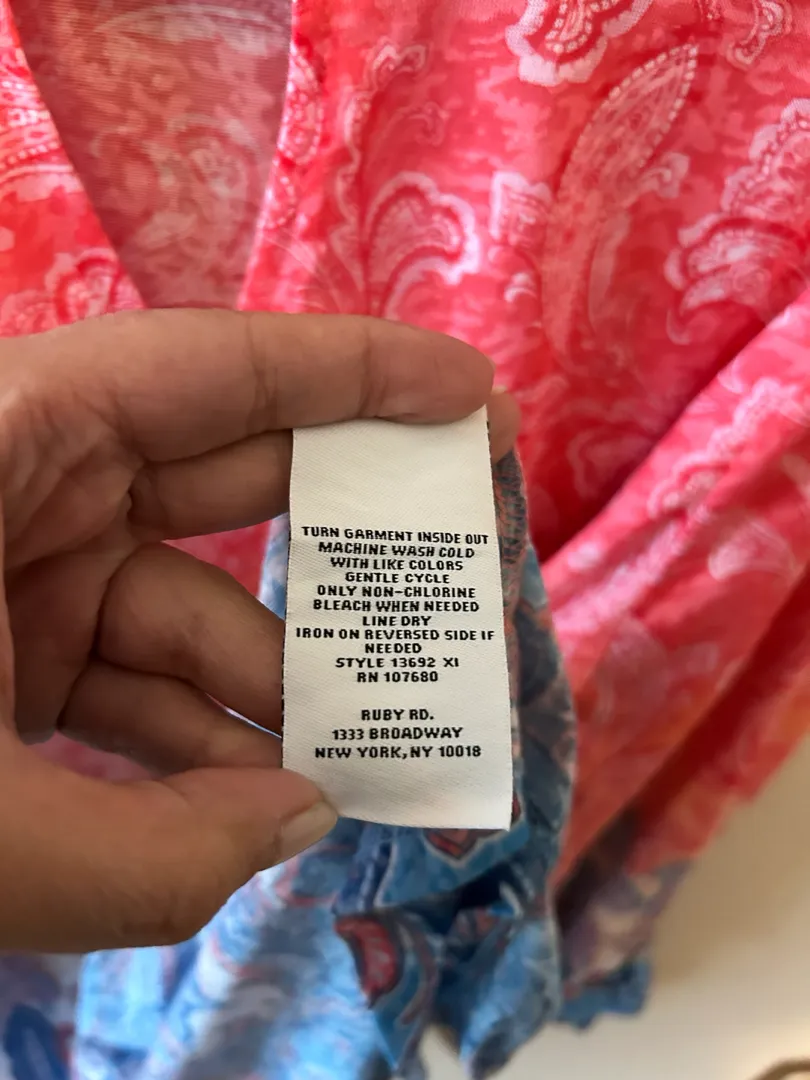 TURN GARMENT INSIDE OUT
MACHINE WASH COLD
WITH LIKE COLORS
GENTLE CYCLE
ONLY NON-CHLORINE
BLEACH WHEN NEEDED
LINE DRY
IRON ON REVERSED SIDE IF
NEEDED
STYLE 13692 XI
RN 107680
RUBY RD.
1333 BROADWAY
NEW YORK,NY 10018